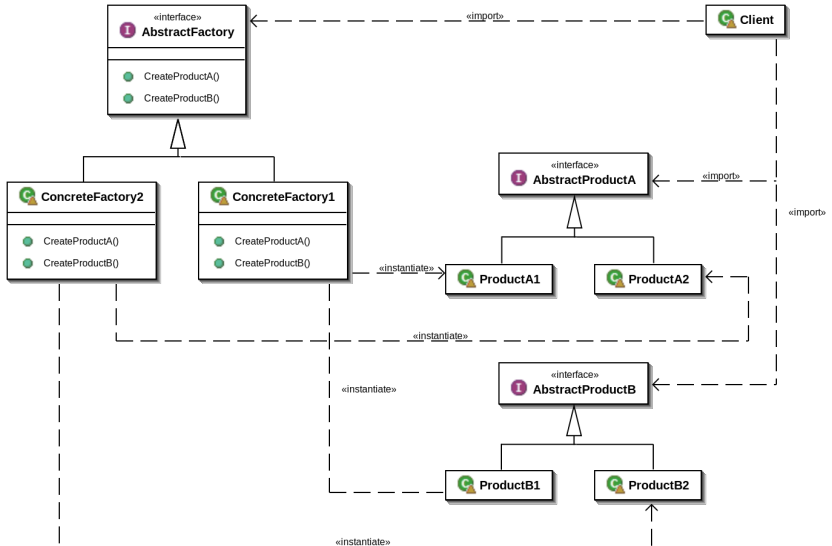 «interface»
AbstractFactory
CreateProductA()
CreateProductB()
«import»
Client
ConcreteFactory2
CreateProductA()
CreateProductB()
ConcreteFactory1
CreateProductA()
CreateProductB()
«interface»
AbstractProductA
«import»
«import»
«instantiate»
ProductA1
ProductA2
«instantiate»
«interface»
AbstractProductB
«instantiate»
ProductB1
ProductB2
«instantiate»